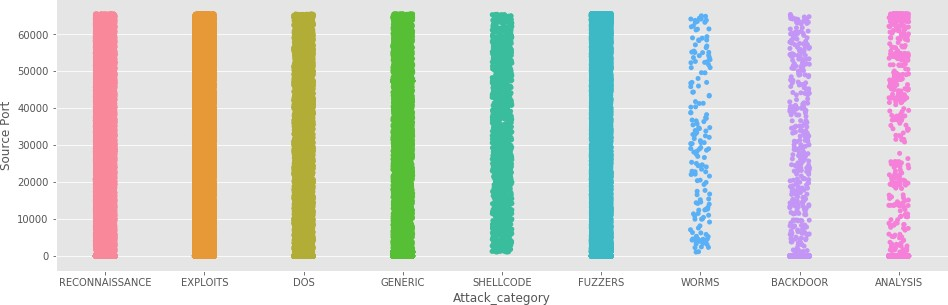 60000
50000
40000
30000
20000
10000
0
Source Port
RECONNAISSANCE EXPLOITS DOS GENERIC SHELLCODE FUZZERS WORMS BACKDOOR ANALYSIS
Attack_category